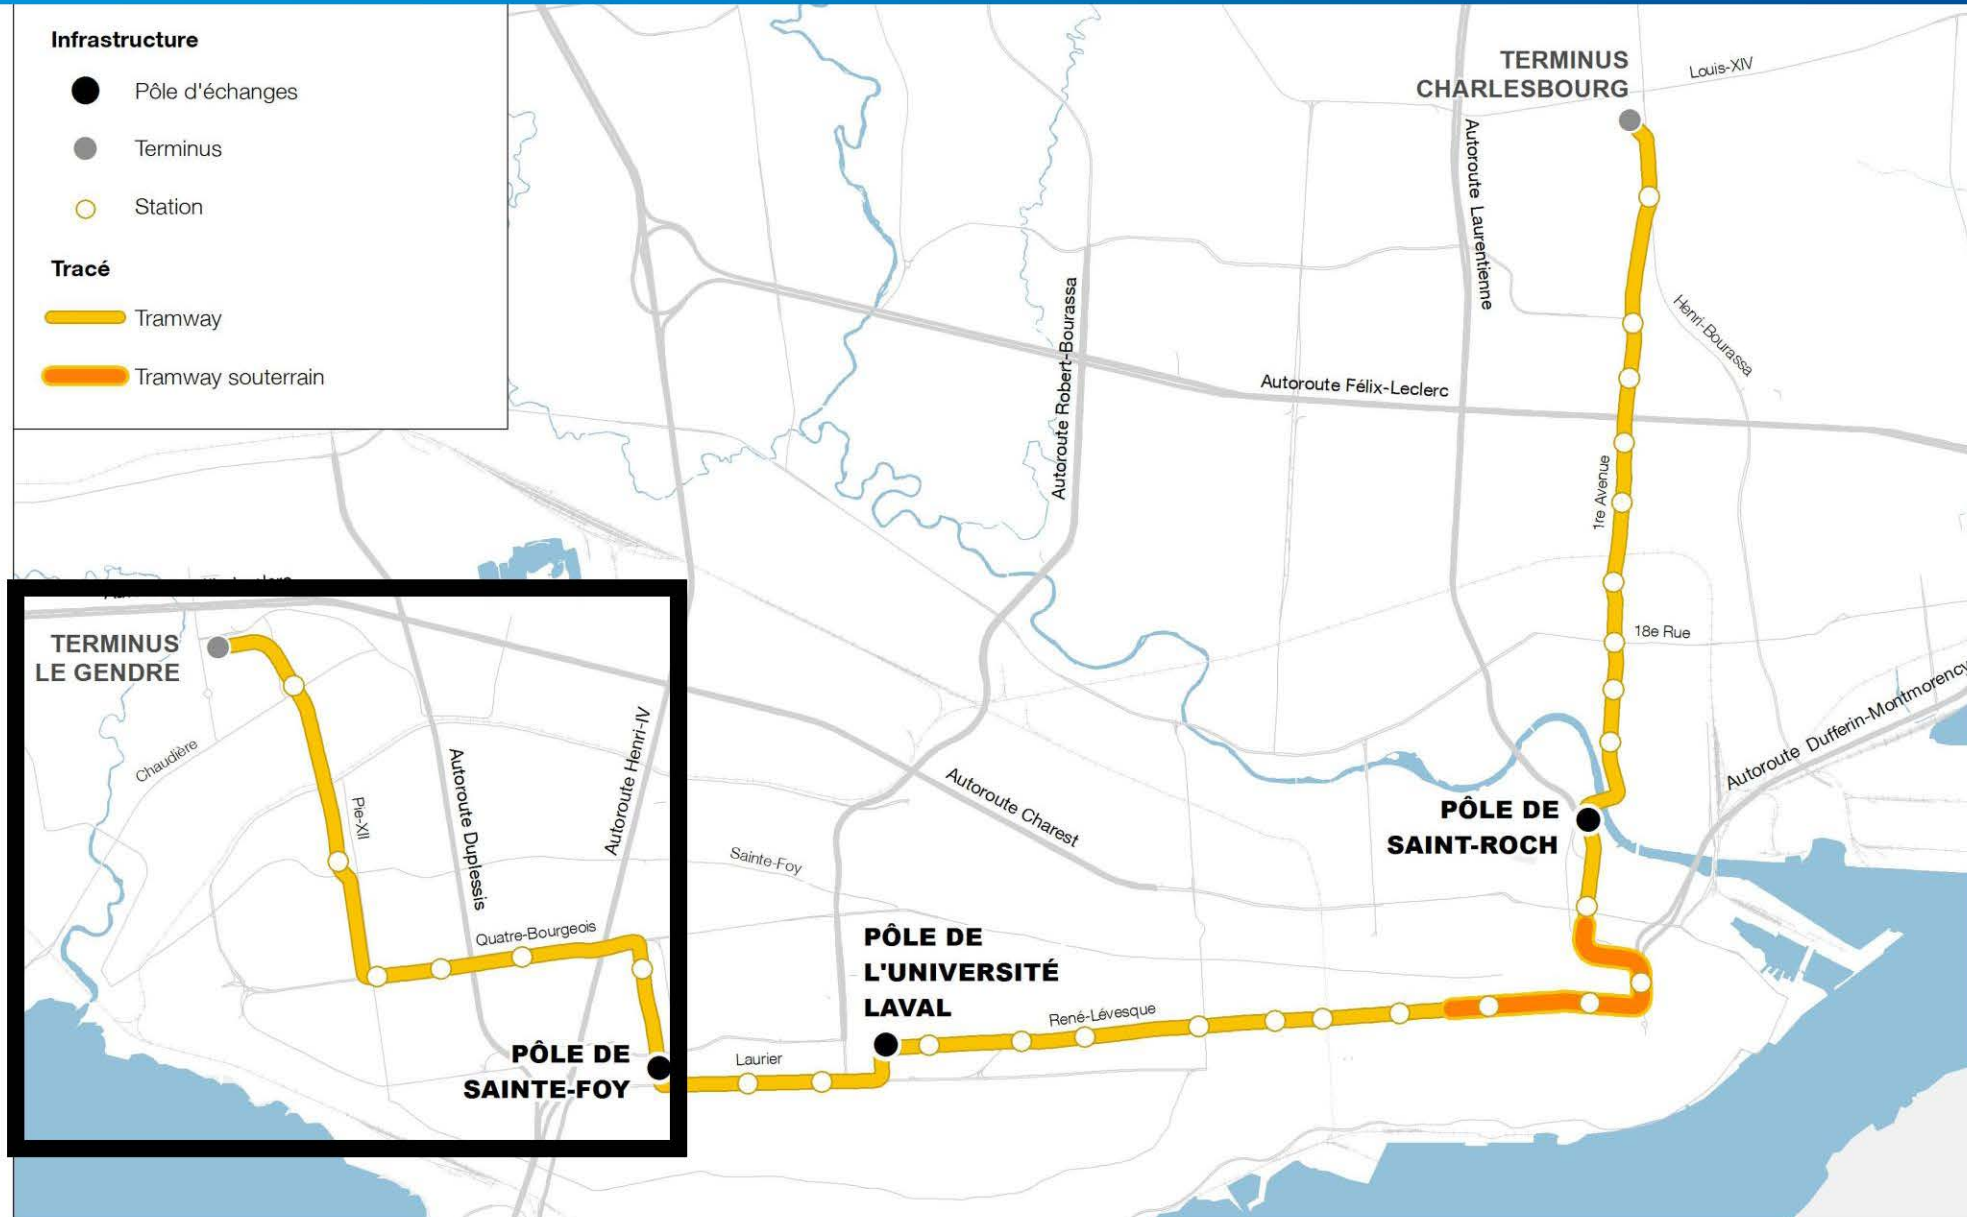 Infrastructure
Pôle d'échanges
Terminus
Station
Tracé
Tramway
Tramway souterrain
TERMINUS
CHARLESBOURG
Louis-XIV
Autoroute Laurentienne
Henri-Bourassa
Autoroute Robert-Bourassa
Autoroute Félix-Leclerc
1re Avenue
18e Rue
Autoroute Dufferin-Montmorency
TERMINUS
LE GENDRE
Chaudière
Pie-XII
Autoroute Duplessis
Autoroute Henri-IV
Quatre-Bourgeois
Sainte-Foy
Autoroute Charest
PÔLE DE
SAINT-ROCH
PÔLE DE
L'UNIVERSITÉ
LAVAL
René-Lévesque
PÔLE DE
SAINTE-FOY
Laurier